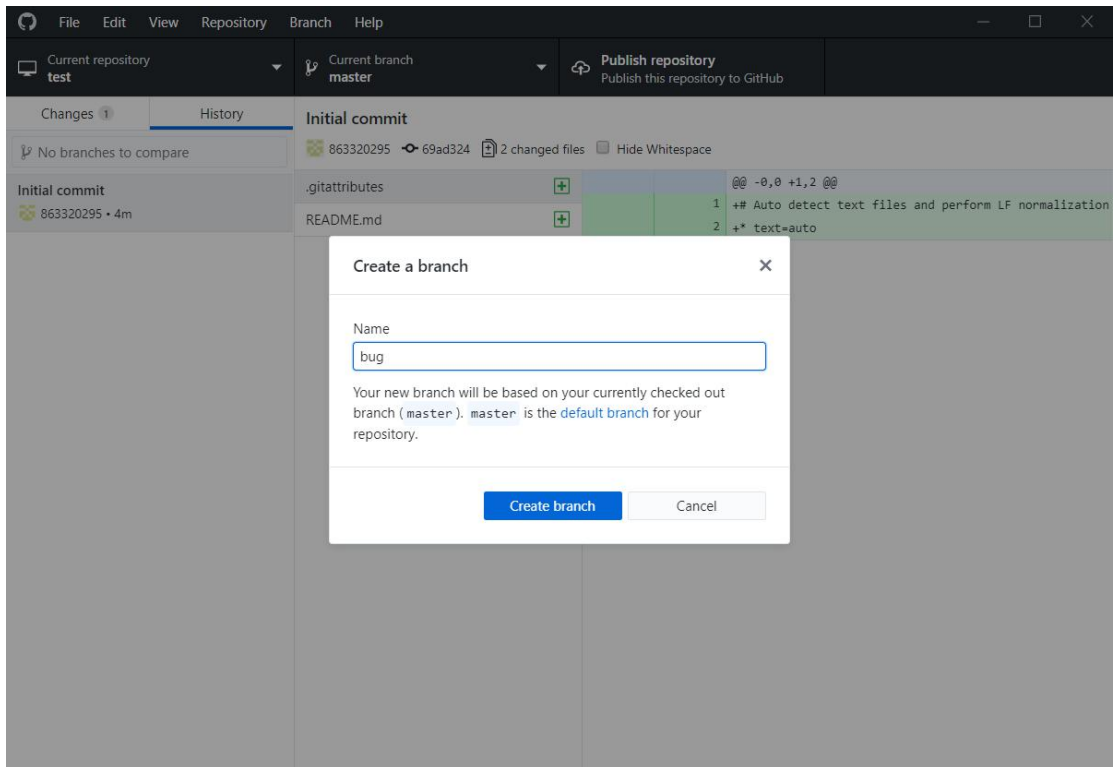 File Edit View Repository Branch Help
Current repository
test
Current branch
master
Publish repository
Publish this repository to GitHub
Changes 1 History
No branches to compare
Initial commit
863320295 • 4m
Initial commit
863320295 69ad324 2 changed files Hide Whitespace
.gitattributes
README.md
@@ -0,0 +1,2 @@
1 +# Auto detect text files and perform LF normalization
2 +* text=auto
Create a branch
Name
bug
Your new branch will be based on your currently checked out
branch (master). master is the default branch for your
repository.
Create branch Cancel